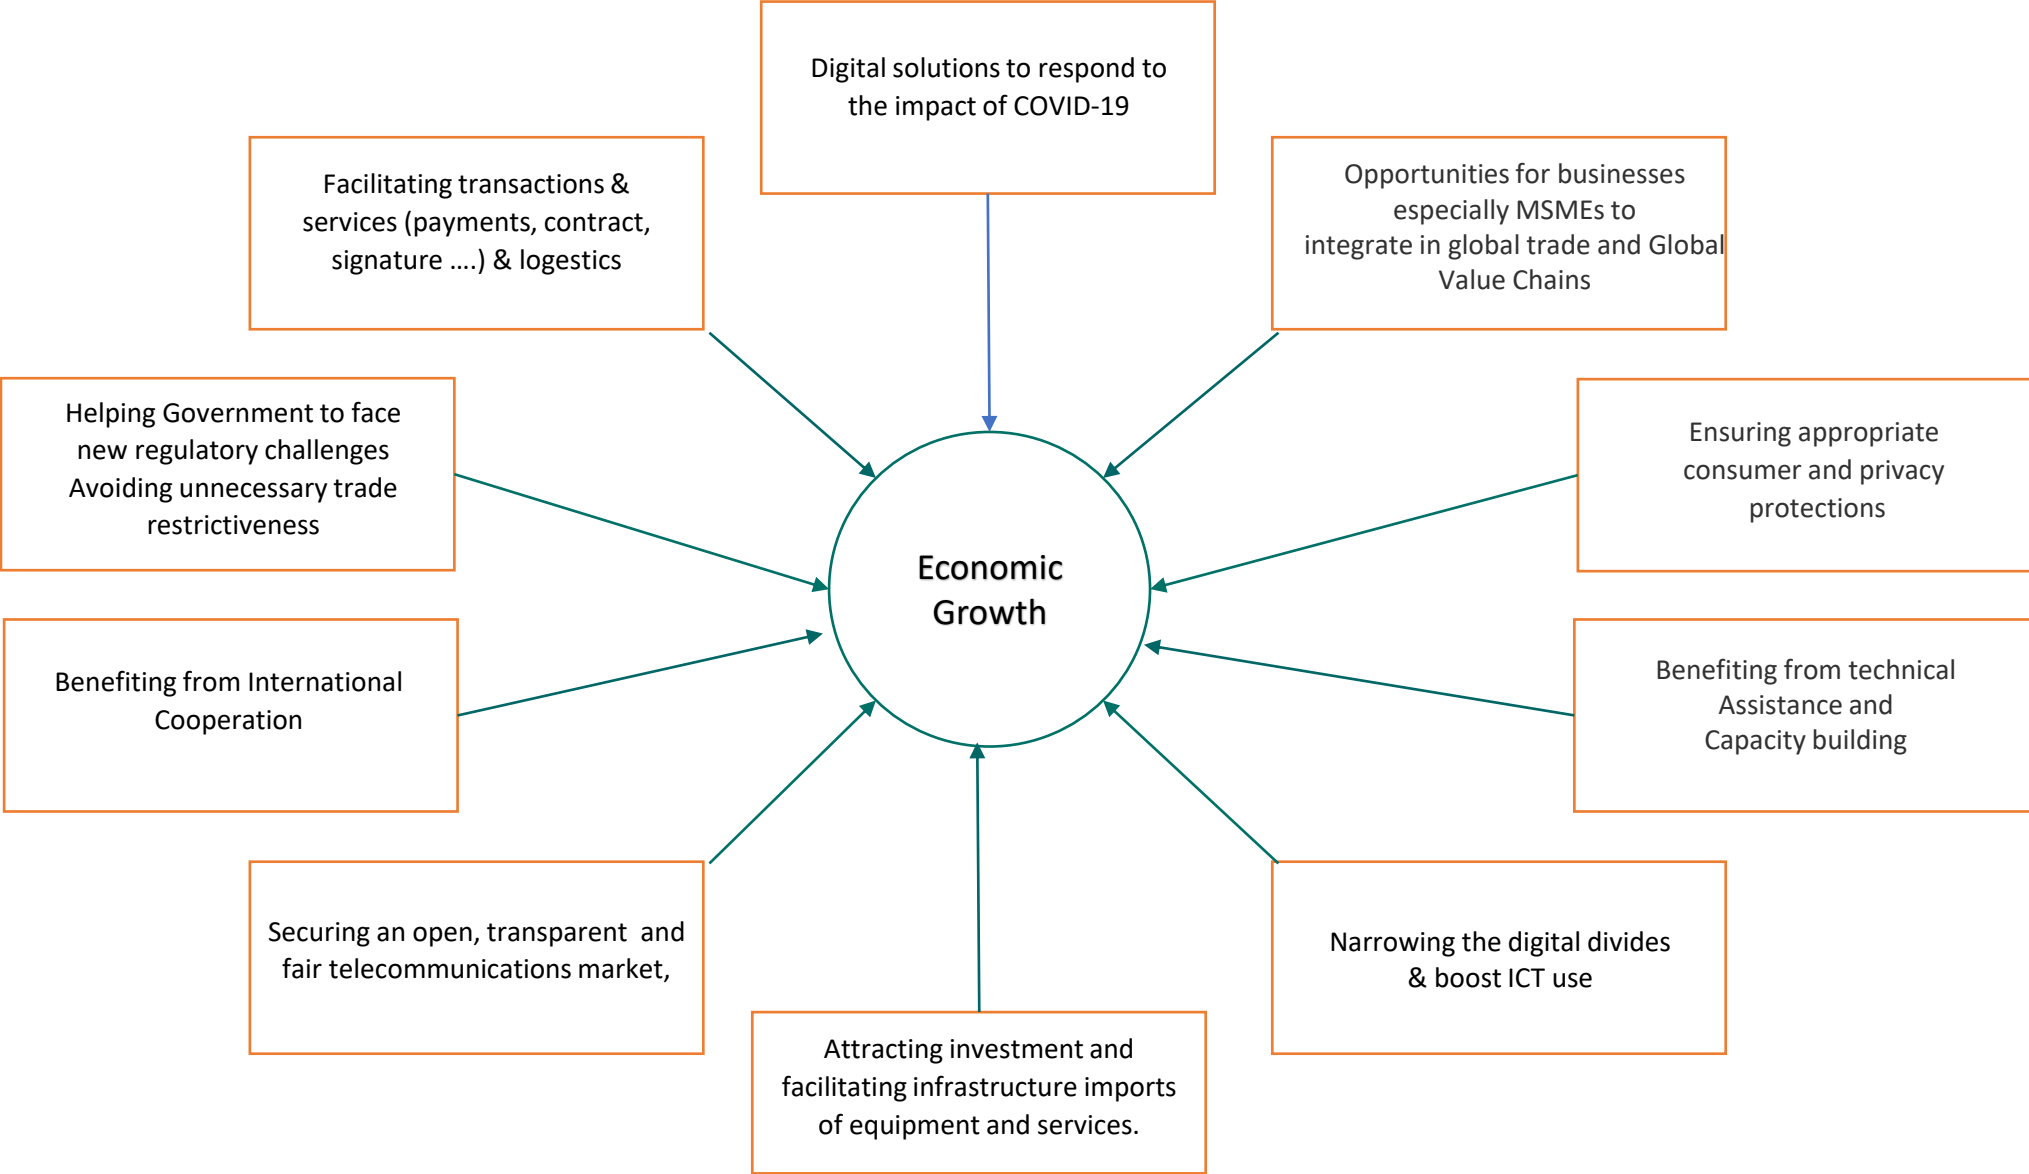 Digital solutions to respond to
the impact of COVID-19
Facilitating transactions &
services (payments, contract,
signature ....) & logestics
Opportunities for businesses
especially MSMEs to
integrate in global trade and Global
Value Chains
Helping Government to face
new regulatory challenges
Avoiding unnecessary trade
restrictiveness
Ensuring appropriate
consumer and privacy
protections
Economic
Growth
Benefiting from International
Cooperation
Benefiting from technical
Assistance and
Capacity building
Securing an open, transparent  and
fair telecommunications market,
Narrowing the digital divides
& boost ICT use
Attracting investment and
facilitating infrastructure imports
of equipment and services.